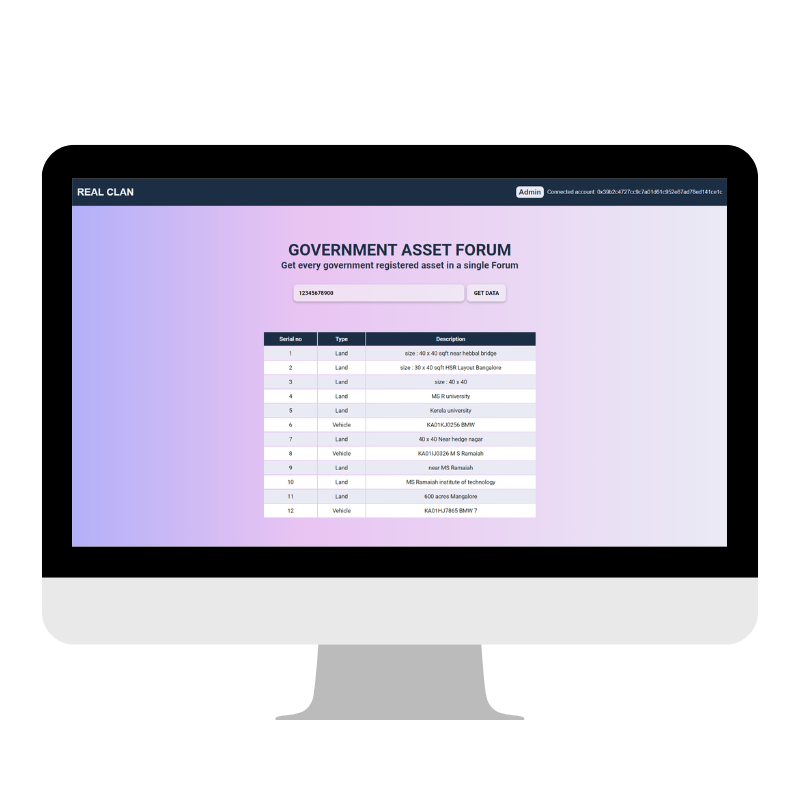 REAL CLAN
Admin Connected account
GOVERNMENT ASSET FORUM
Get every government registered asset in a single Forum
12345678900 GET DATA
Serial no Type Description
1 Land size : 40 x 40 sqft near hebbal bridge
2 Land size : 30 x 40 sqft HSR Layout Bangalore
3 Land size : 40 x 40
4 Land MS R university
5 Land Kerela university
6 Vehicle KA01KJ0256 BMW
7 Land 40 x 40 Near hedge nagar
8 Vehicle KA01IJ0326 M S Ramaiah
9 Land near MS Ramaiah
10 Land MS Ramaiah institute of technology
11 Land 600 acres Mangalore
12 Vehicle KA01HJ7865 BMW 7